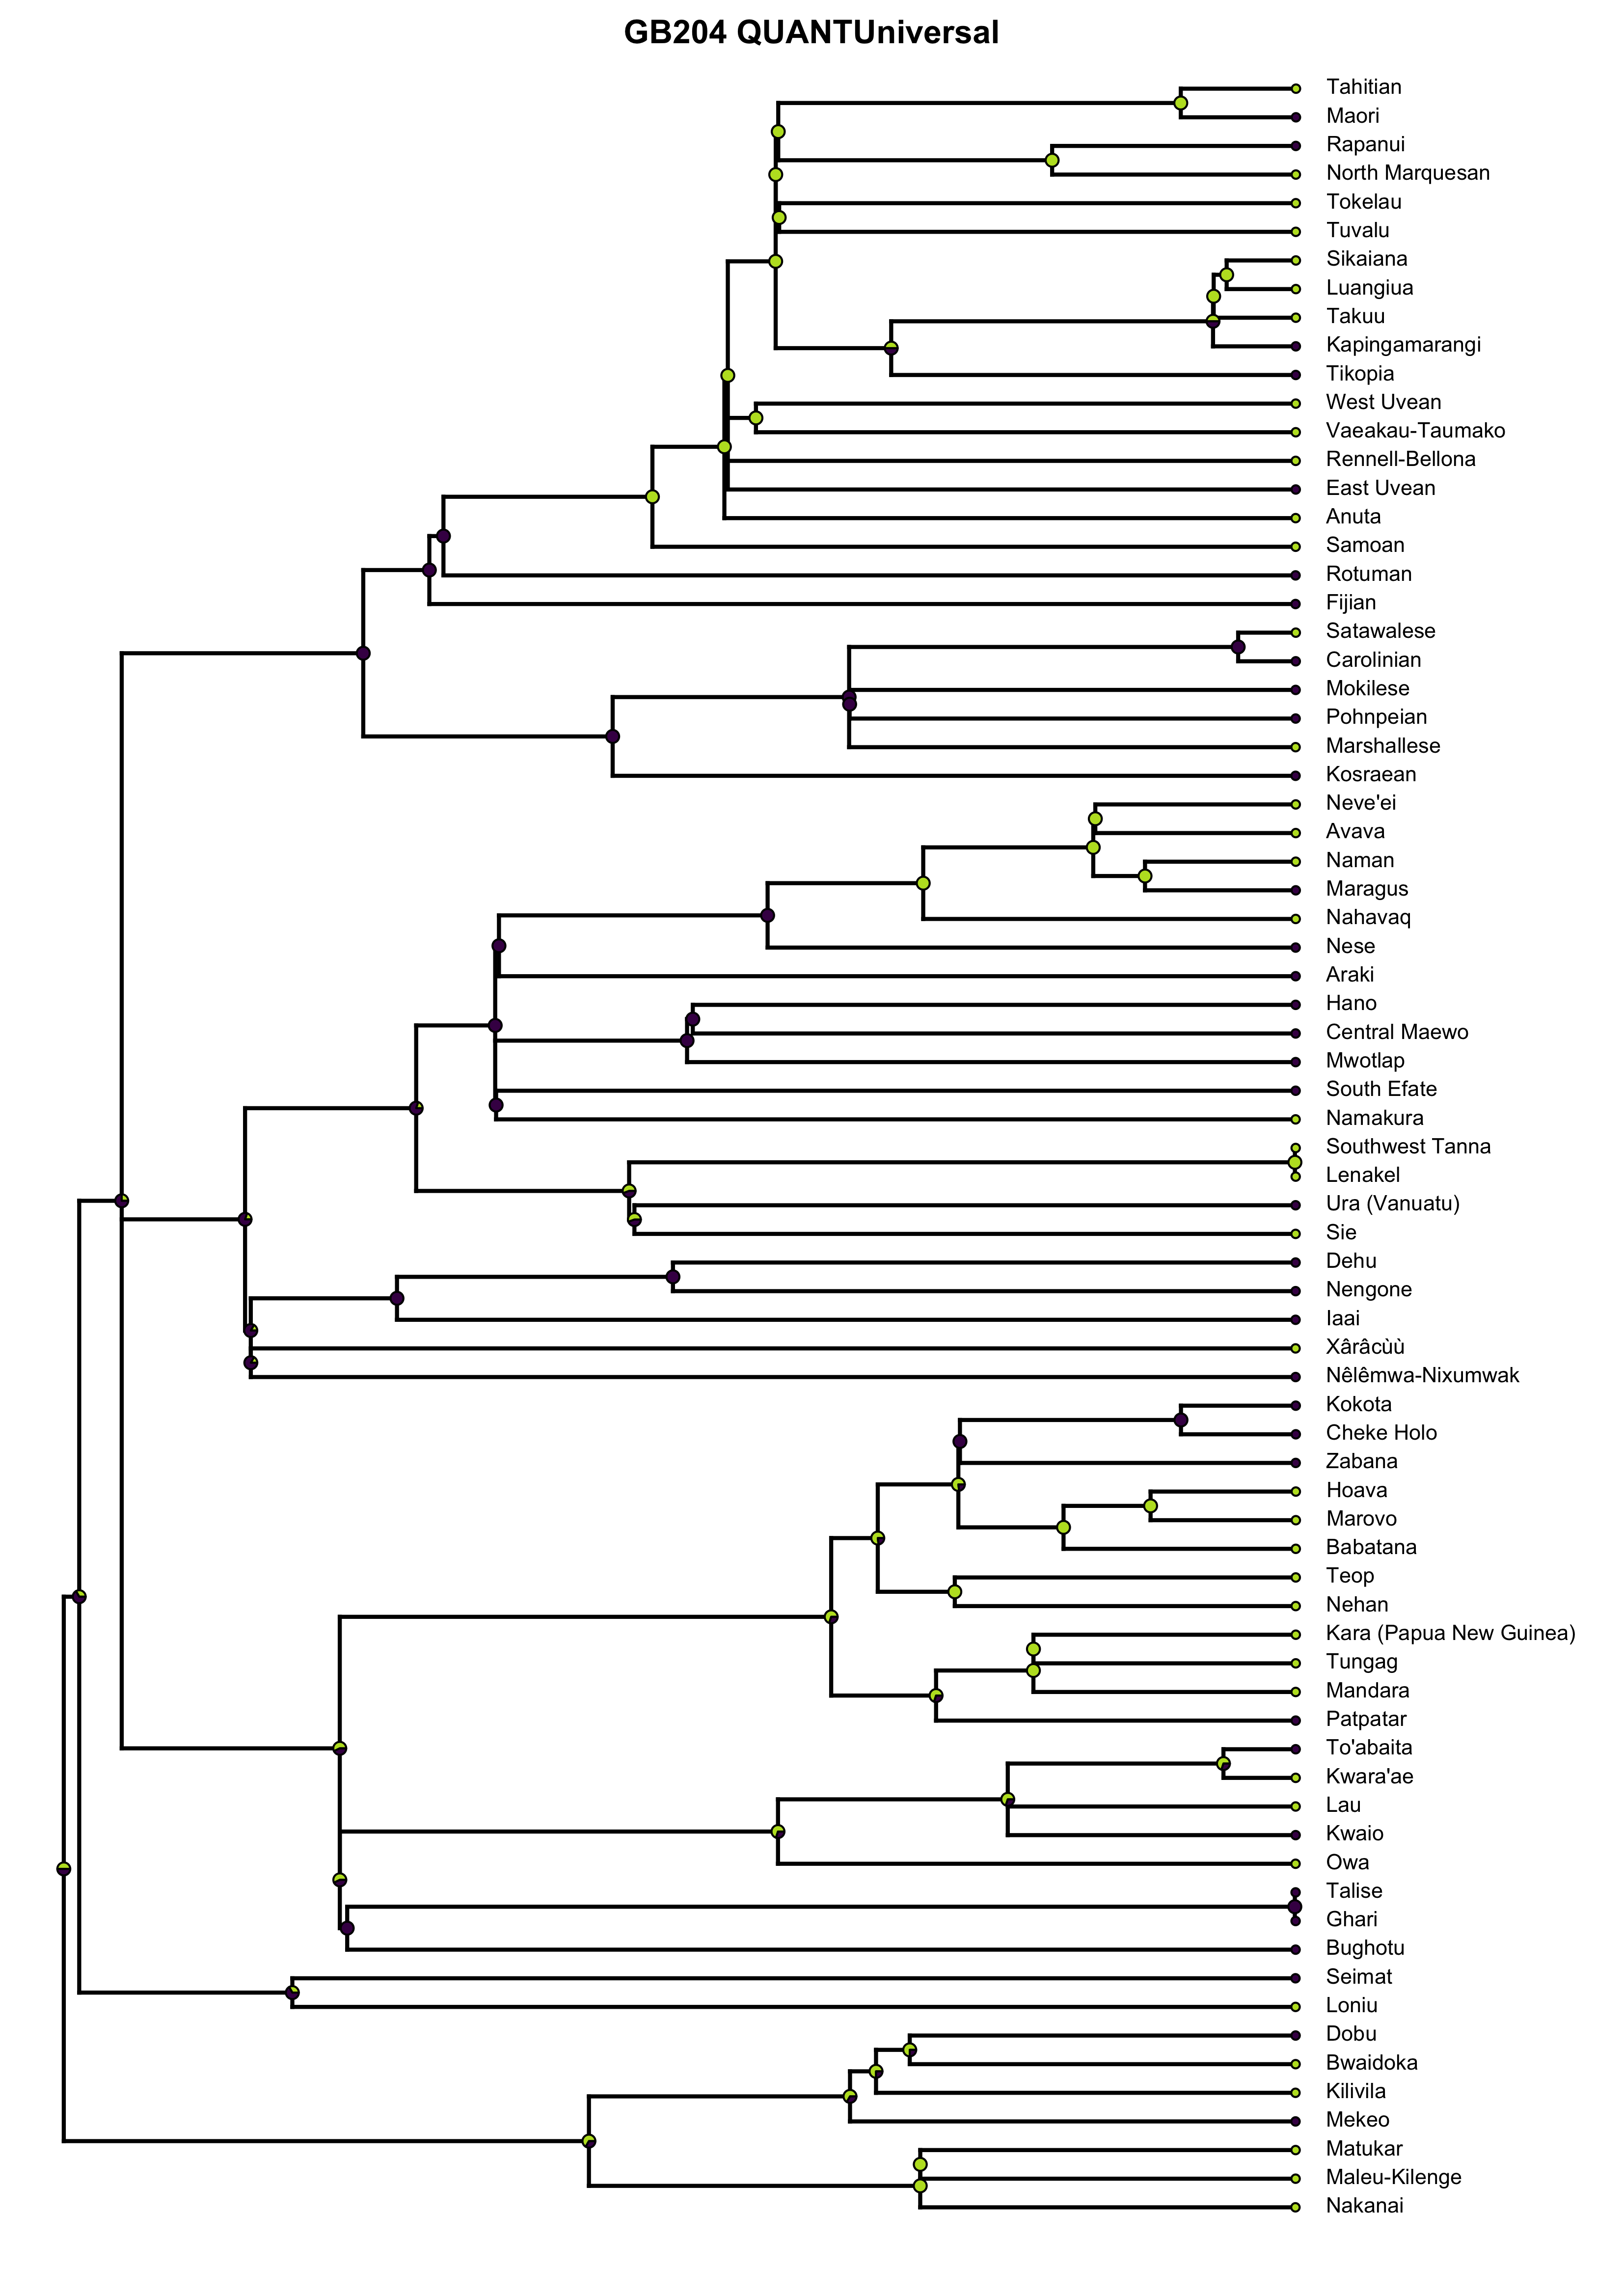 GB204 QUANTUniversal
Tahitian
Maori
Rapanui
North Marquesan
Tokelau
Tuvalu
Sikaiana
Luangiua
Takuu
Kapingamarangi
Tikopia
West Uvean
Vaeakau-Taumako
Rennell-Bellona
East Uvean
Anuta
Samoan
Rotuman
Fijian
Satawalese
Carolinian
Mokilese
Pohnpeian
Marshallese
Kosraean
Neve'ei
Avava
Naman
Maragus
Nahavaq
Nese
Araki
Hano
Central Maewo
Mwotlap
South Efate
Namakura
Southwest Tanna
Lenakel
Ura (Vanuatu)
Sie
Dehu
Nengone
Iaai
Xârâcùù
Nêlêmwa-Nixumwak
Kokota
Cheke Holo
Zabana
Hoava
Marovo
Babatana
Teop
Nehan
Kara (Papua New Guinea)
Tungag
Mandara
Patpatar
To'abaita
Kwara'ae
Lau
Kwaio
Owa
Talise
Ghari
Bughotu
Seimat
Loniu
Dobu
Bwaidoka
Kilivila
Mekeo
Matukar
Maleu-Kilenge
Nakanai